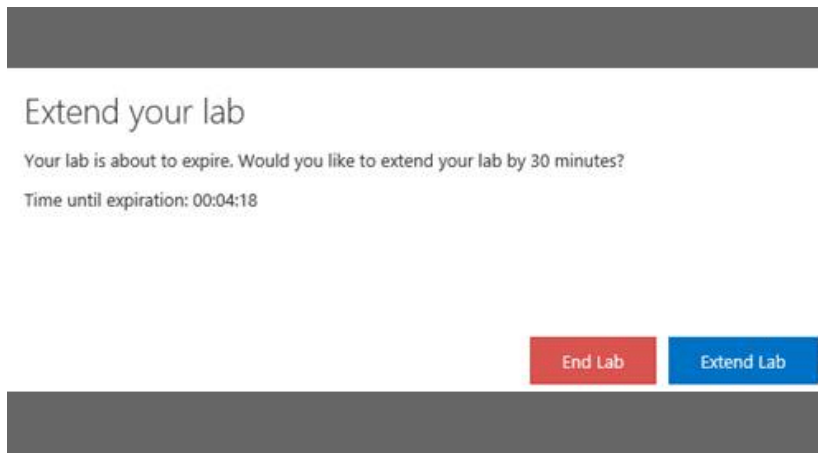 Extend your lab
Your lab is about to expire. Would you like to extend your lab by 30 minutes?
Time until expiration: 00:04:18
End Lab
Extend Lab